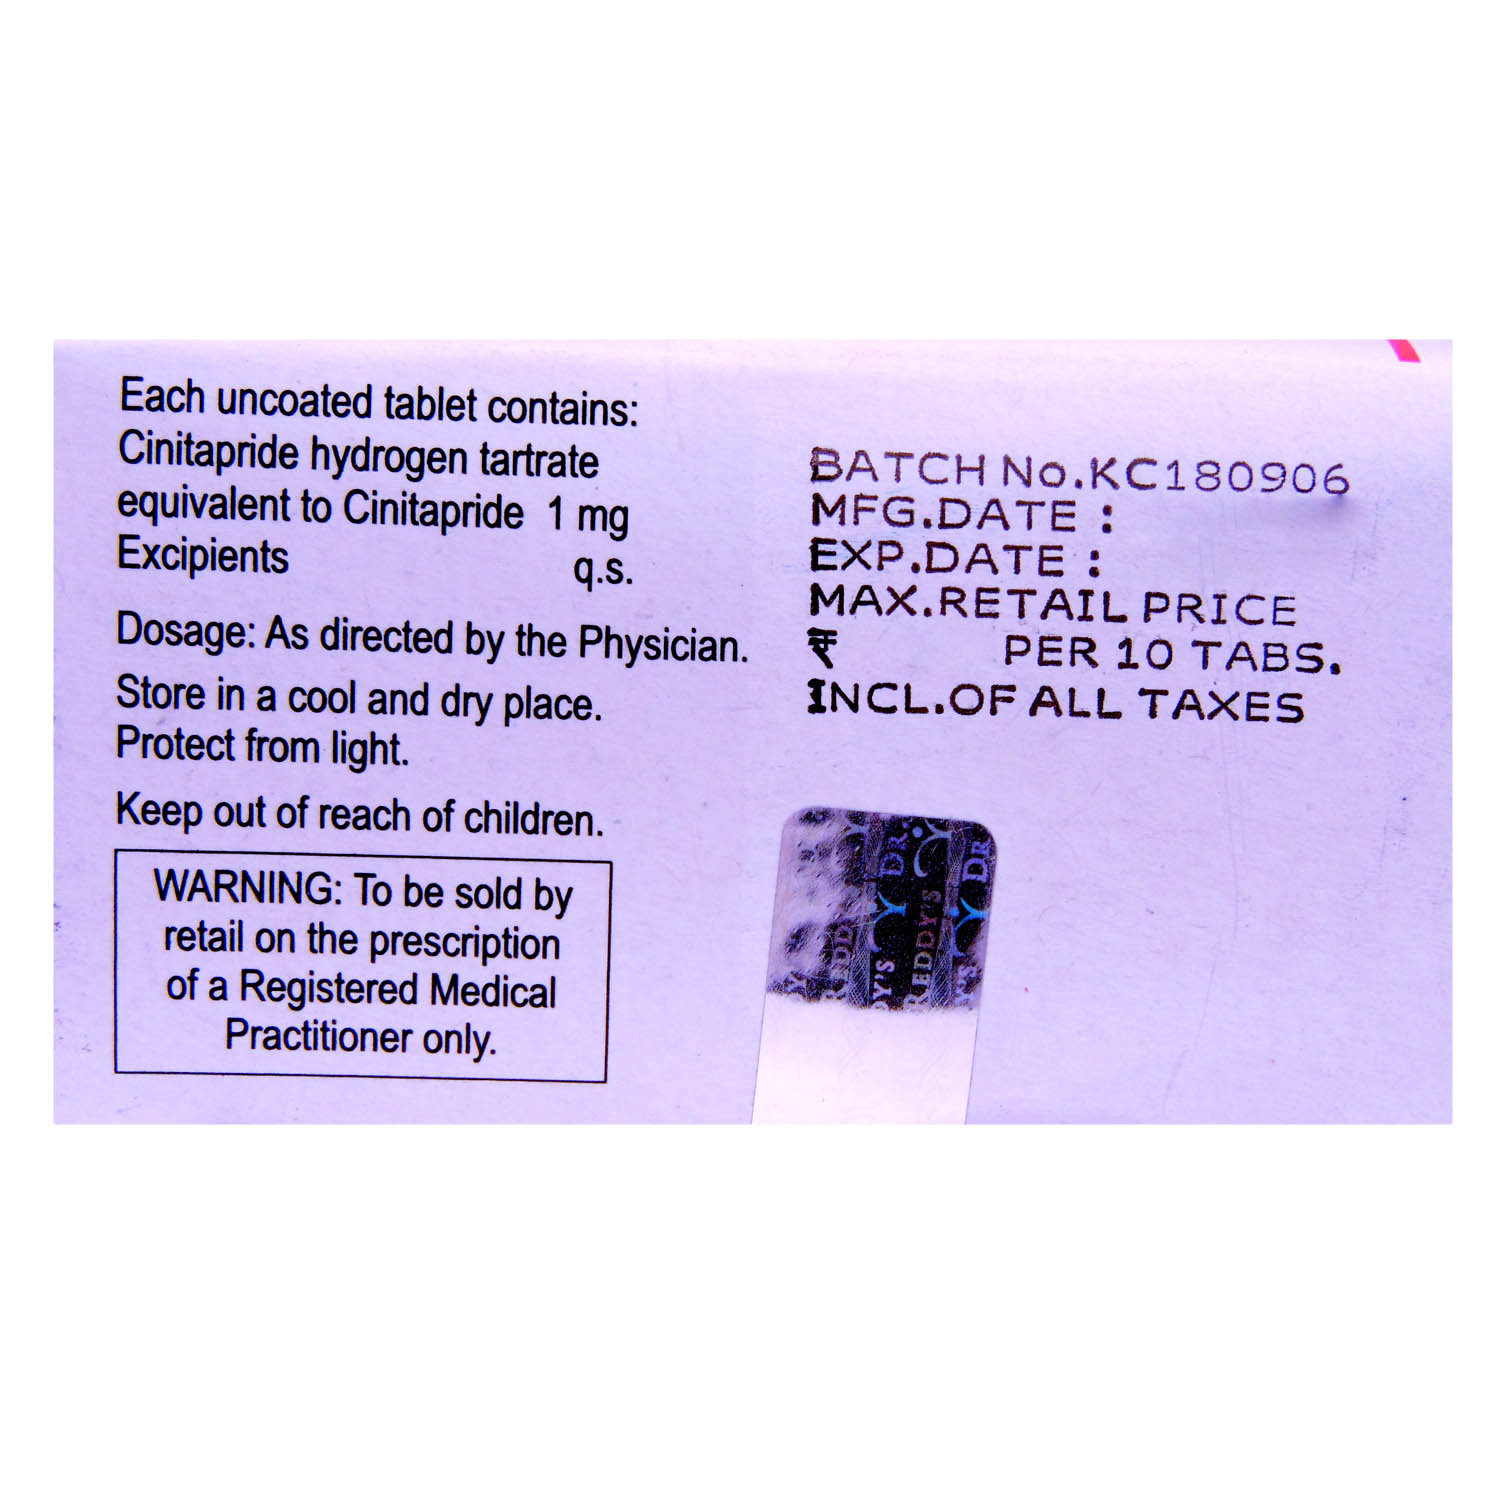 Each uncoated tablet contains:
Cinitapride hydrogen tartrate
equivalent to Cinitapride 1 mg
Excipients q.s.
Dosage: As directed by the Physician.
Store in a cool and dry place.
Protect from light.
Keep out of reach of children.
WARNING: To be sold by
retail on the prescription
of a Registered Medical
Practitioner only.
BATCH No.KC180906
MFG.DATE :
EXP.DATE :
MAX.RETAIL PRICE
₹ PER 10 TABS.
INCL.OF ALL TAXES
DR.
REDDY'S
DR